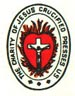 THE CHARITY OF JESUS CRUCIFIED PRESSES US